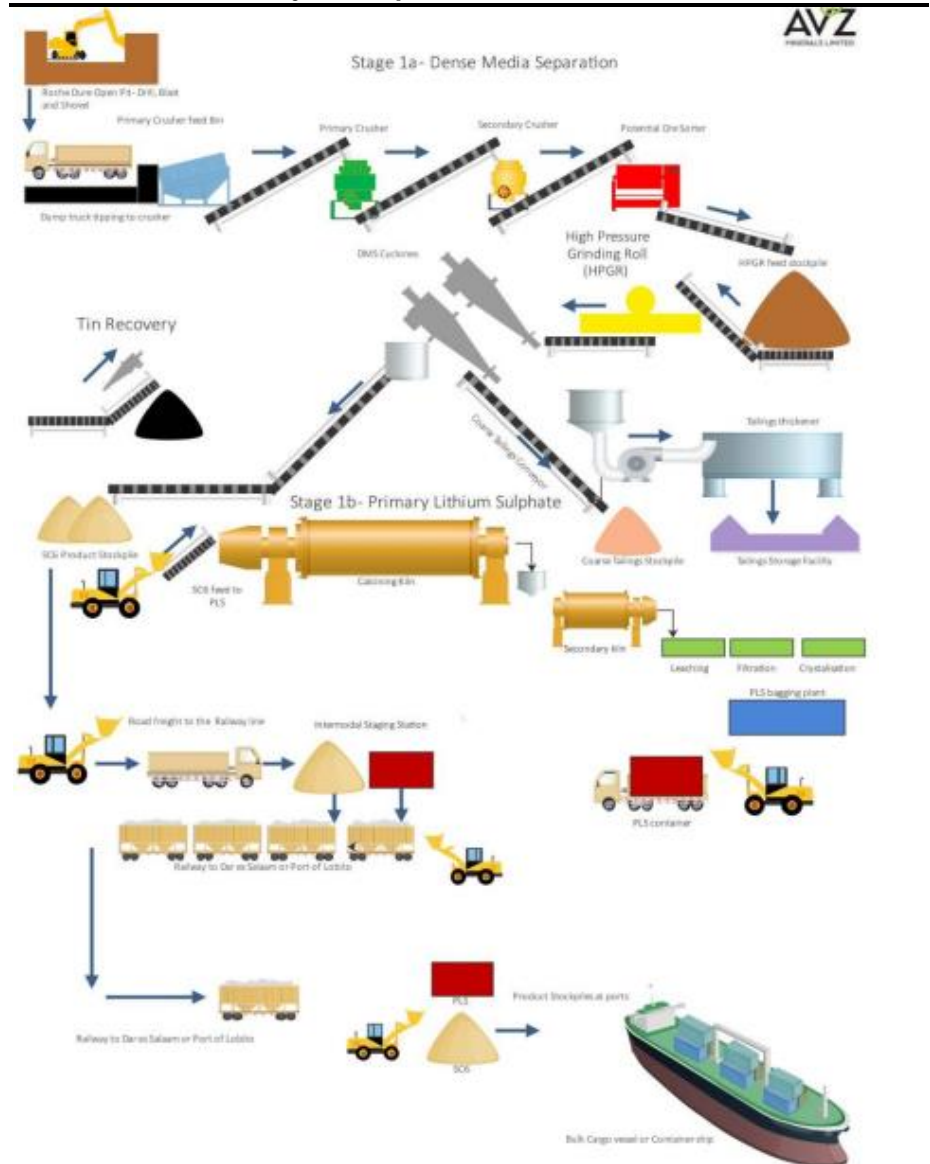 AVZ
MINERALS LIMITED
Stage 1a- Dense Media Separation
Roche Dure Open Pit- Drill, Blast
and Shovel
Primary Crusher feed Bin
Primary Crusher
Secondary Crusher
Potential Ore Sorter
Dump truck tipping to crusher
DMS Cyclones
High Pressure
Grinding Roll
(HPGR)
HPGR feed stockpile
Tin Recovery
Coarse Tailings Conveyor
Tailings thickener
Stage 1b- Primary Lithium Sulphate
SC6 Product Stockpile
SC6 feed to
PLS
Calcining Kiln
Coarse Tailings Stockpile
Tailings Storage Facility
Secondary kiln
Leaching
Filtration
Crystalisation
PLS bagging plant
Road freight to the Railway line
Intermodal Staging Station
PLS container
Railway to Dar es Salaam or Port of Lobito
PLS
Product Stockpiles at ports
Railway to Dar es Salaam or Port of Lobito
SC6
Bulk Cargo vessel or Container ship